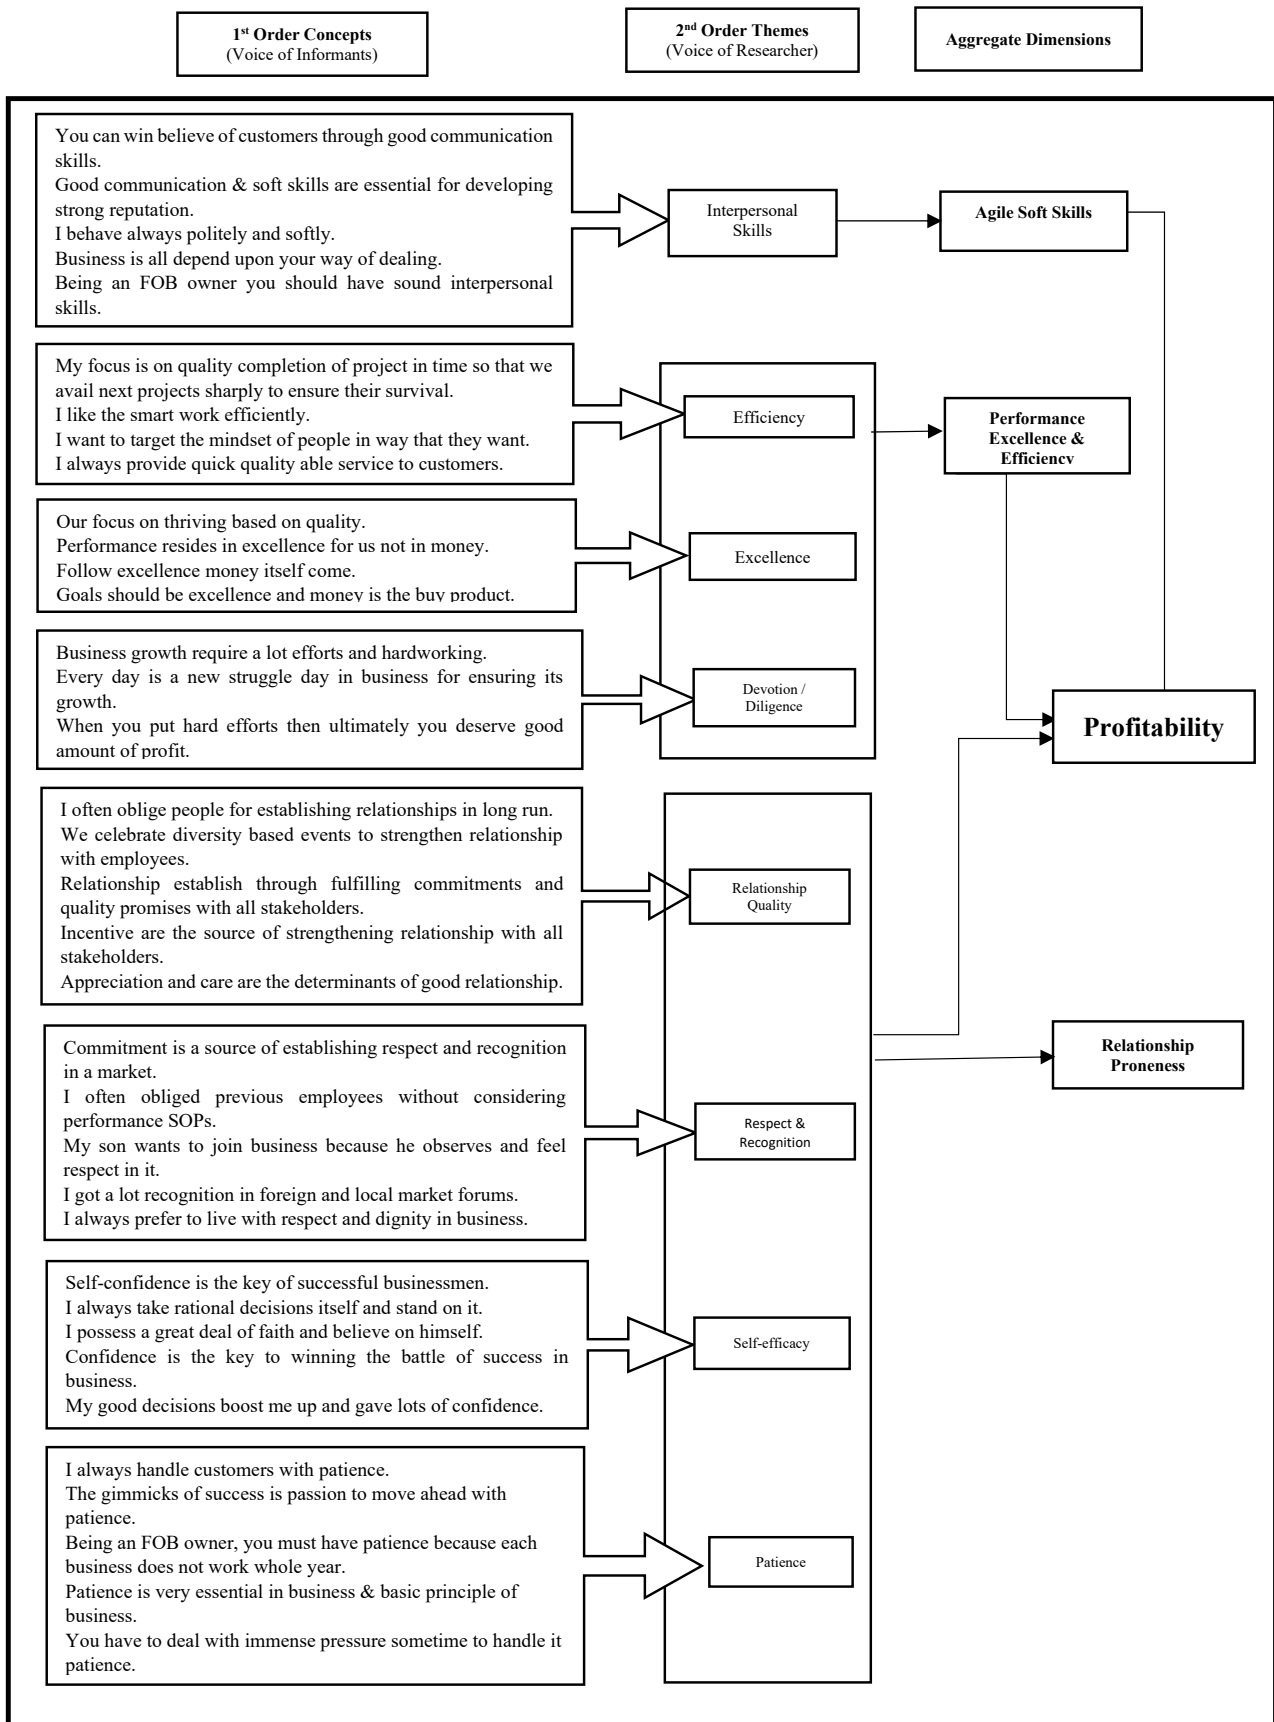 1st Order Concepts
(Voice of Informants)
2nd Order Themes
(Voice of Researcher)
Aggregate Dimensions
You can win believe of customers through good communication
skills.
Good communication & soft skills are essential for developing
strong reputation.
I behave always politely and softly.
Business is all depend upon your way of dealing.
Being an FOB owner you should have sound interpersonal
skills.
Interpersonal
Skills
Agile Soft Skills
My focus is on quality completion of project in time so that we
avail next projects sharply to ensure their survival.
I like the smart work efficiently.
I want to target the mindset of people in way that they want.
I always provide quick quality able service to customers.
Efficiency
Performance
Excellence &
Efficiency
Our focus on thriving based on quality.
Performance resides in excellence for us not in money.
Follow excellence money itself come.
Goals should be excellence and money is the buy product.
Excellence
Business growth require a lot efforts and hardworking.
Every day is a new struggle day in business for ensuring its
growth.
When you put hard efforts then ultimately you deserve good
amount of profit.
Devotion /
Diligence
Profitability
I often oblige people for establishing relationships in long run.
We celebrate diversity based events to strengthen relationship
with employees.
Relationship establish through fulfilling commitments and
quality promises with all stakeholders.
Incentive are the source of strengthening relationship with all
stakeholders.
Appreciation and care are the determinants of good relationship.
Relationship
Quality
Commitment is a source of establishing respect and recognition
in a market.
I often obliged previous employees without considering
performance SOPs.
My son wants to join business because he observes and feel
respect in it.
I got a lot recognition in foreign and local market forums.
I always prefer to live with respect and dignity in business.
Respect &
Recognition
Relationship
Proneness
Self-confidence is the key of successful businessmen.
I always take rational decisions itself and stand on it.
I possess a great deal of faith and believe on himself.
Confidence is the key to winning the battle of success in
business.
My good decisions boost me up and gave lots of confidence.
Self-efficacy
I always handle customers with patience.
The gimmicks of success is passion to move ahead with
patience.
Being an FOB owner, you must have patience because each
business does not work whole year.
Patience is very essential in business & basic principle of
business.
You have to deal with immense pressure sometime to handle it
patience.
Patience